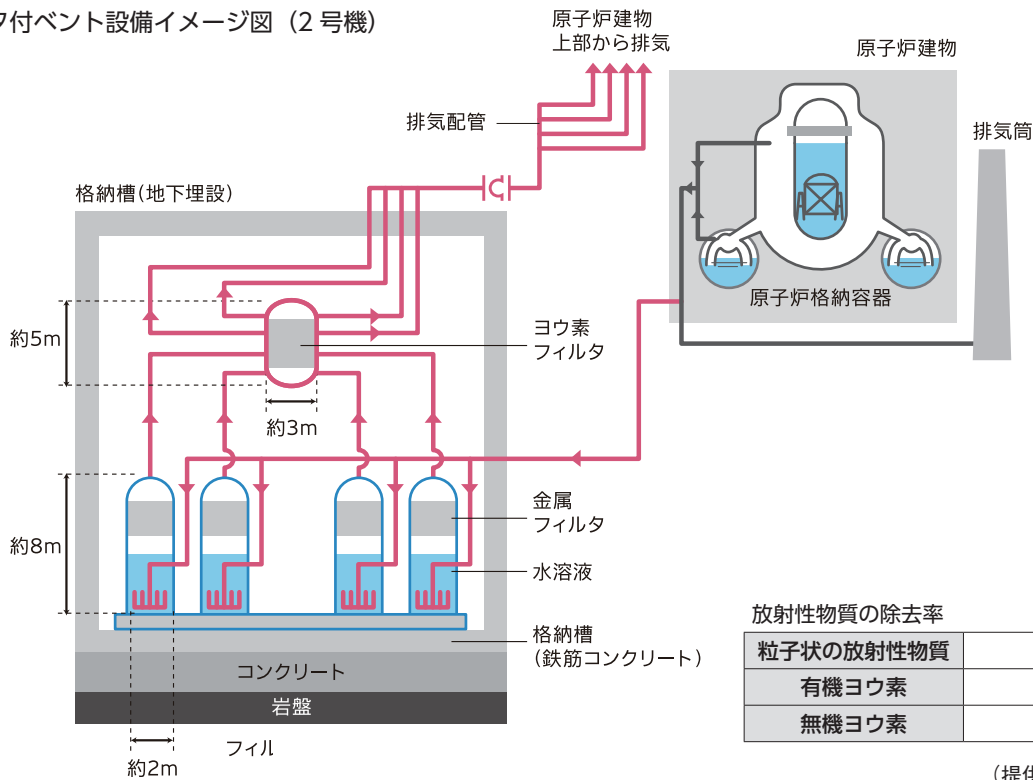 付ベント設備イメージ図（2 号機）
原子炉建物
上部から排気
原子炉建物
排気配管
排気筒
格納槽(地下埋設)
原子炉格納容器
約5m
ヨウ素
フィルタ
約3m
金属
フィルタ
約8m
水溶液
格納槽
(鉄筋コンクリート)
コンクリート
岩盤
フィル
約2m
放射性物質の除去率
粒子状の放射性物質
有機ヨウ素
無機ヨウ素
（提供